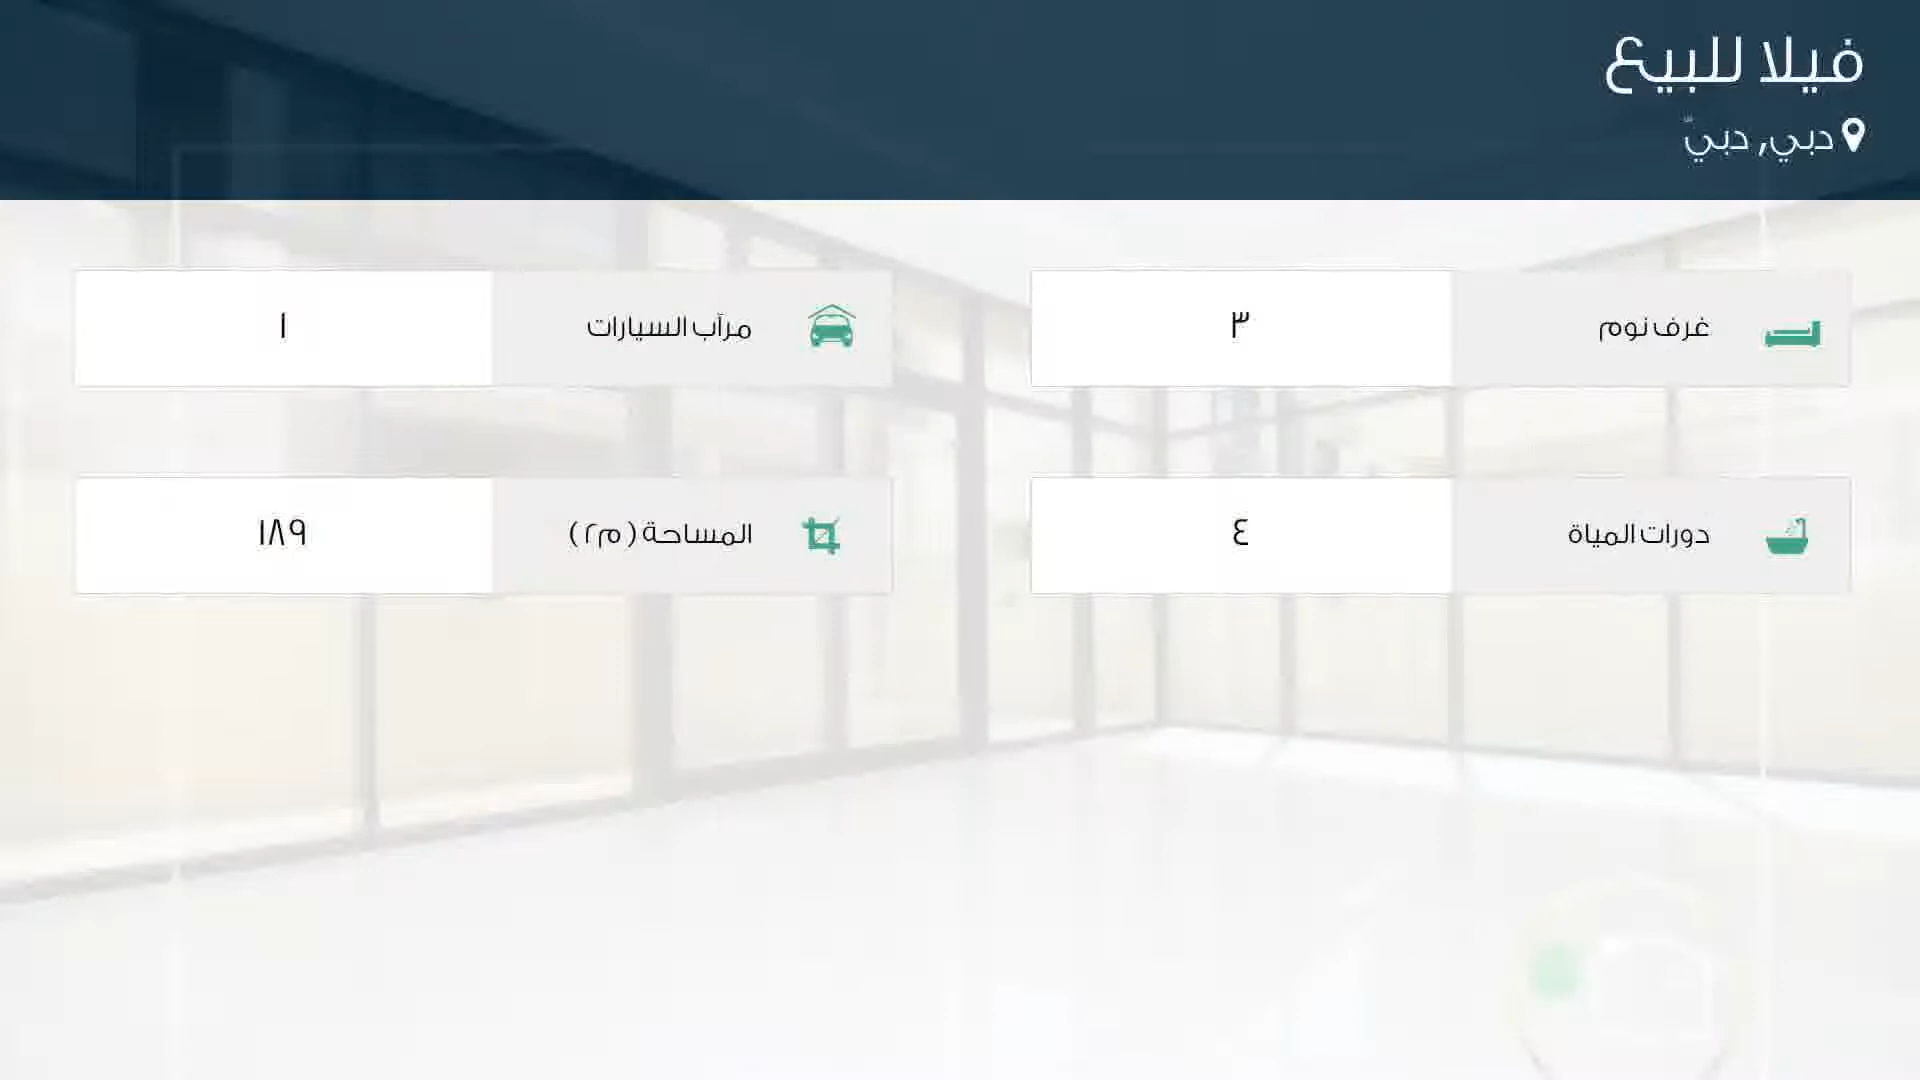 فيلا للبيع
دبي, دبيّ
غرف نوم ٣
مرآب السيارات ١
دورات المياة ٤
المساحة (م٢) ١٨٩